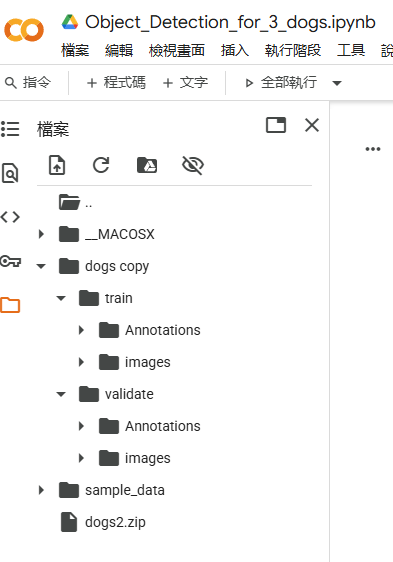 Object_Detection_for_3_dogs.ipynb
檔案 編輯 檢視畫面 插入 執行階段 工具
指令 + 程式碼 + 文字 全部執行
檔案
..
__MACOSX
dogs copy
train
Annotations
images
validate
Annotations
images
sample_data
dogs2.zip